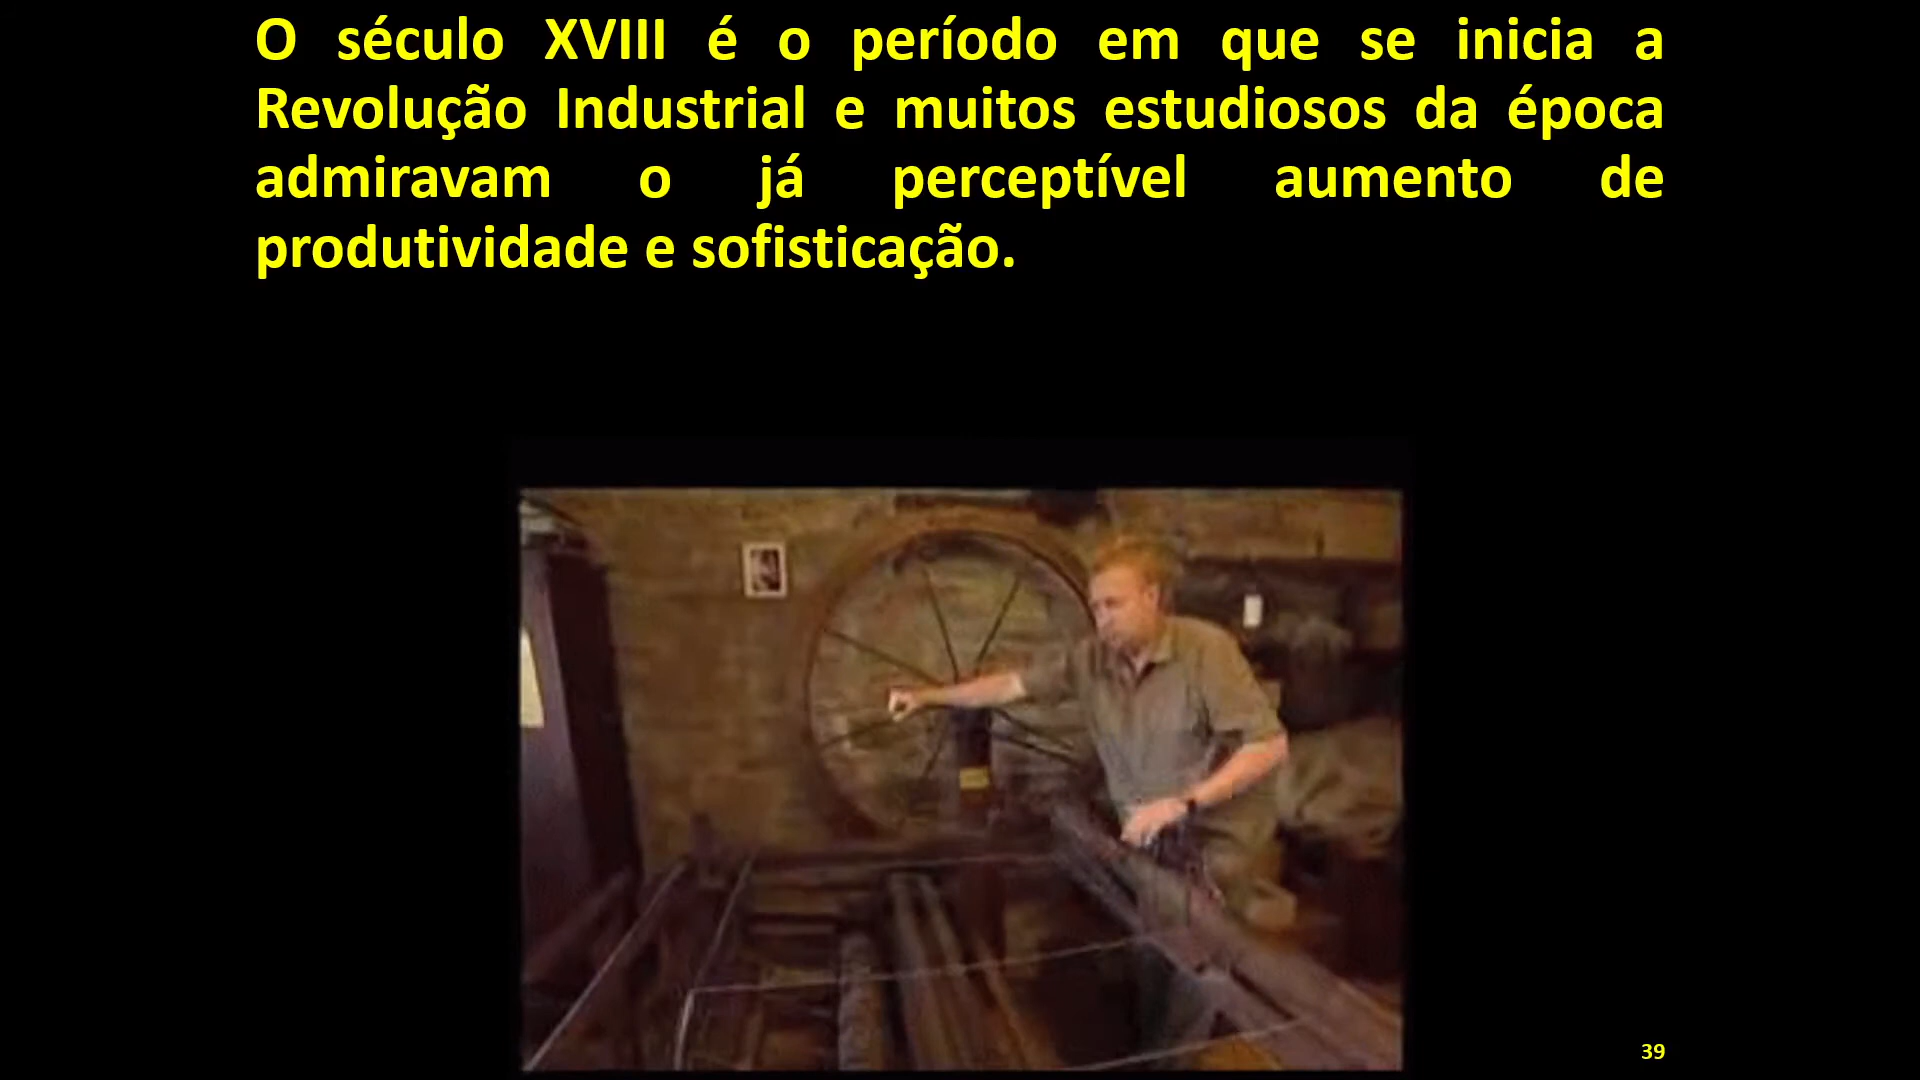 O século XVIII é o período em que se inicia a
Revolução Industrial e muitos estudiosos da época
admiravam o já perceptível aumento de
produtividade e sofisticação.
39